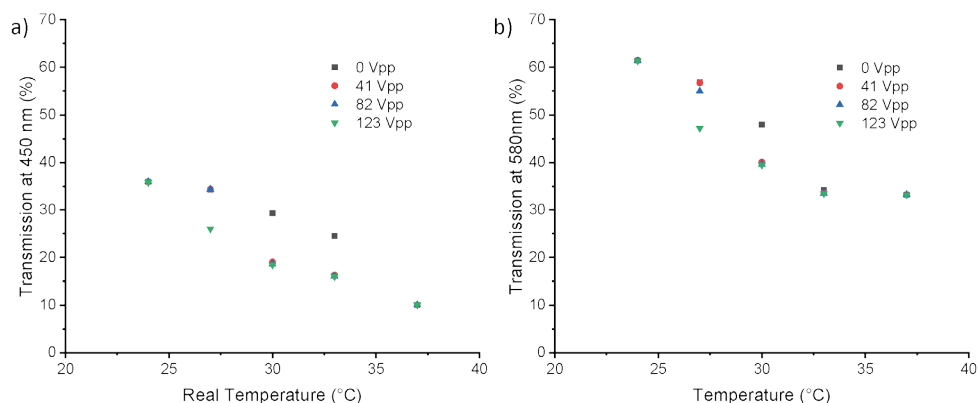 a)
70
60
50
40
30
20
10
0
Transmission at 450 nm (%)
0 Vpp
41 Vpp
82 Vpp
123 Vpp
20 25 30 35 40
Real Temperature (°C)
b)
70
60
50
40
30
20
10
0
Transmission at 580nm (%)
0 Vpp
41 Vpp
82 Vpp
123 Vpp
20 25 30 35 40
Temperature (°C)